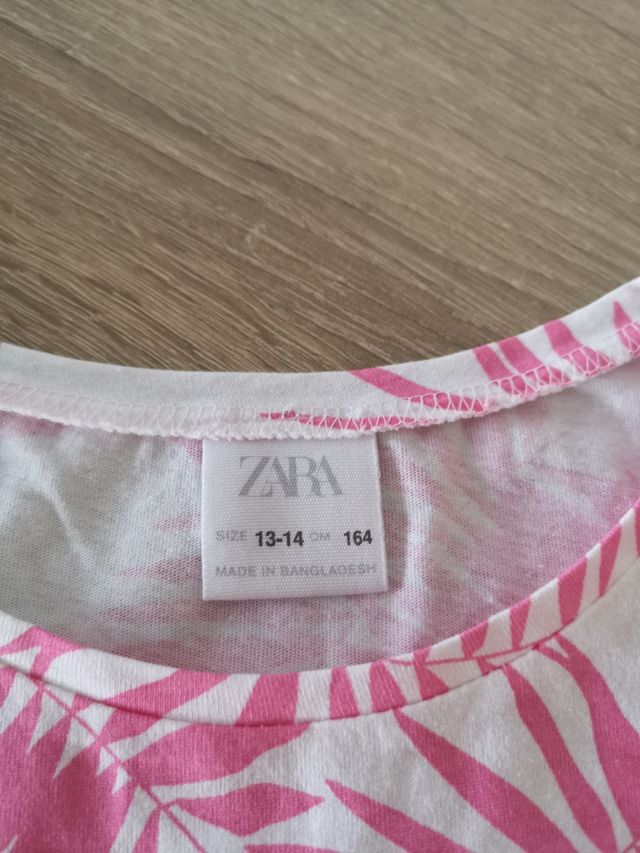 ZARA
SIZE 13-14 CM 164
MADE IN BANGLADESH